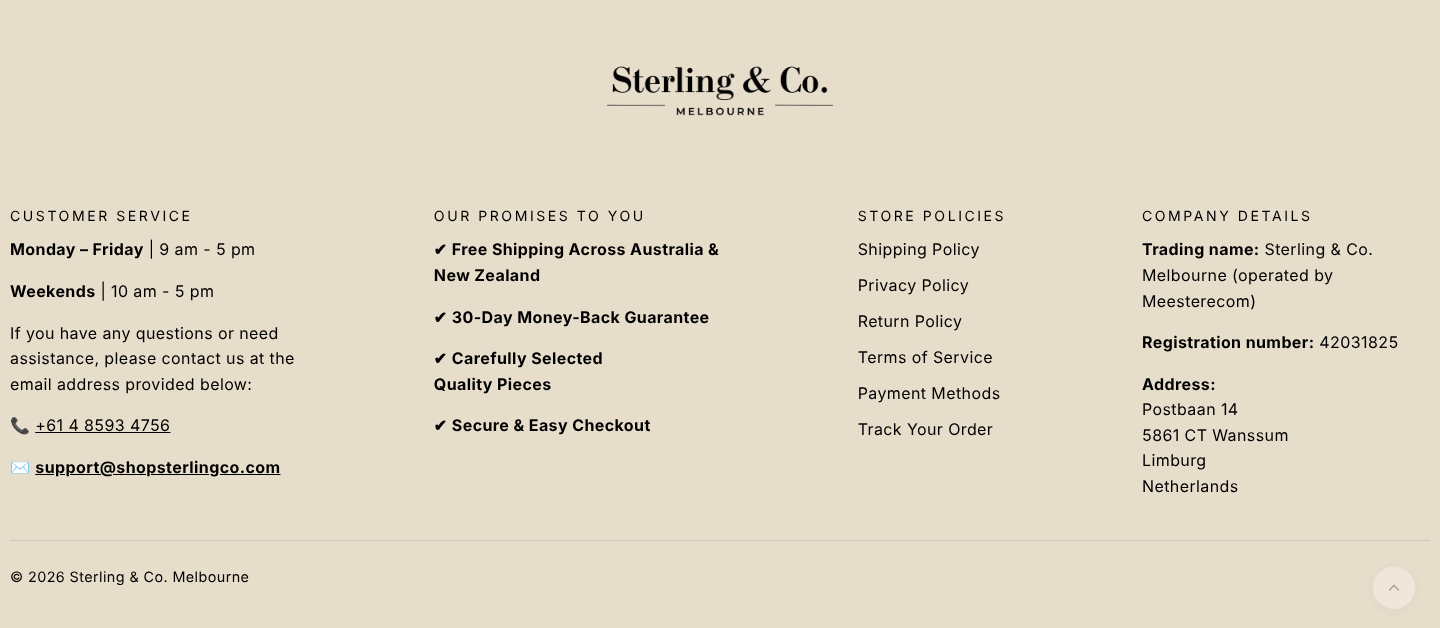 Sterling & Co.
MELBOURNE
CUSTOMER SERVICE
Monday – Friday | 9 am - 5 pm
Weekends | 10 am - 5 pm
If you have any questions or need
assistance, please contact us at the
email address provided below:
📞 +61 4 8593 4756
✉️ support@shopsterlingco.com
OUR PROMISES TO YOU
✔ Free Shipping Across Australia &
New Zealand
✔ 30-Day Money-Back Guarantee
✔ Carefully Selected
Quality Pieces
✔ Secure & Easy Checkout
STORE POLICIES
Shipping Policy
Privacy Policy
Return Policy
Terms of Service
Payment Methods
Track Your Order
COMPANY DETAILS
Trading name: Sterling & Co.
Melbourne (operated by
Meesterecom)
Registration number: 42031825
Address:
Postbaan 14
5861 CT Wanssum
Limburg
Netherlands
© 2026 Sterling & Co. Melbourne